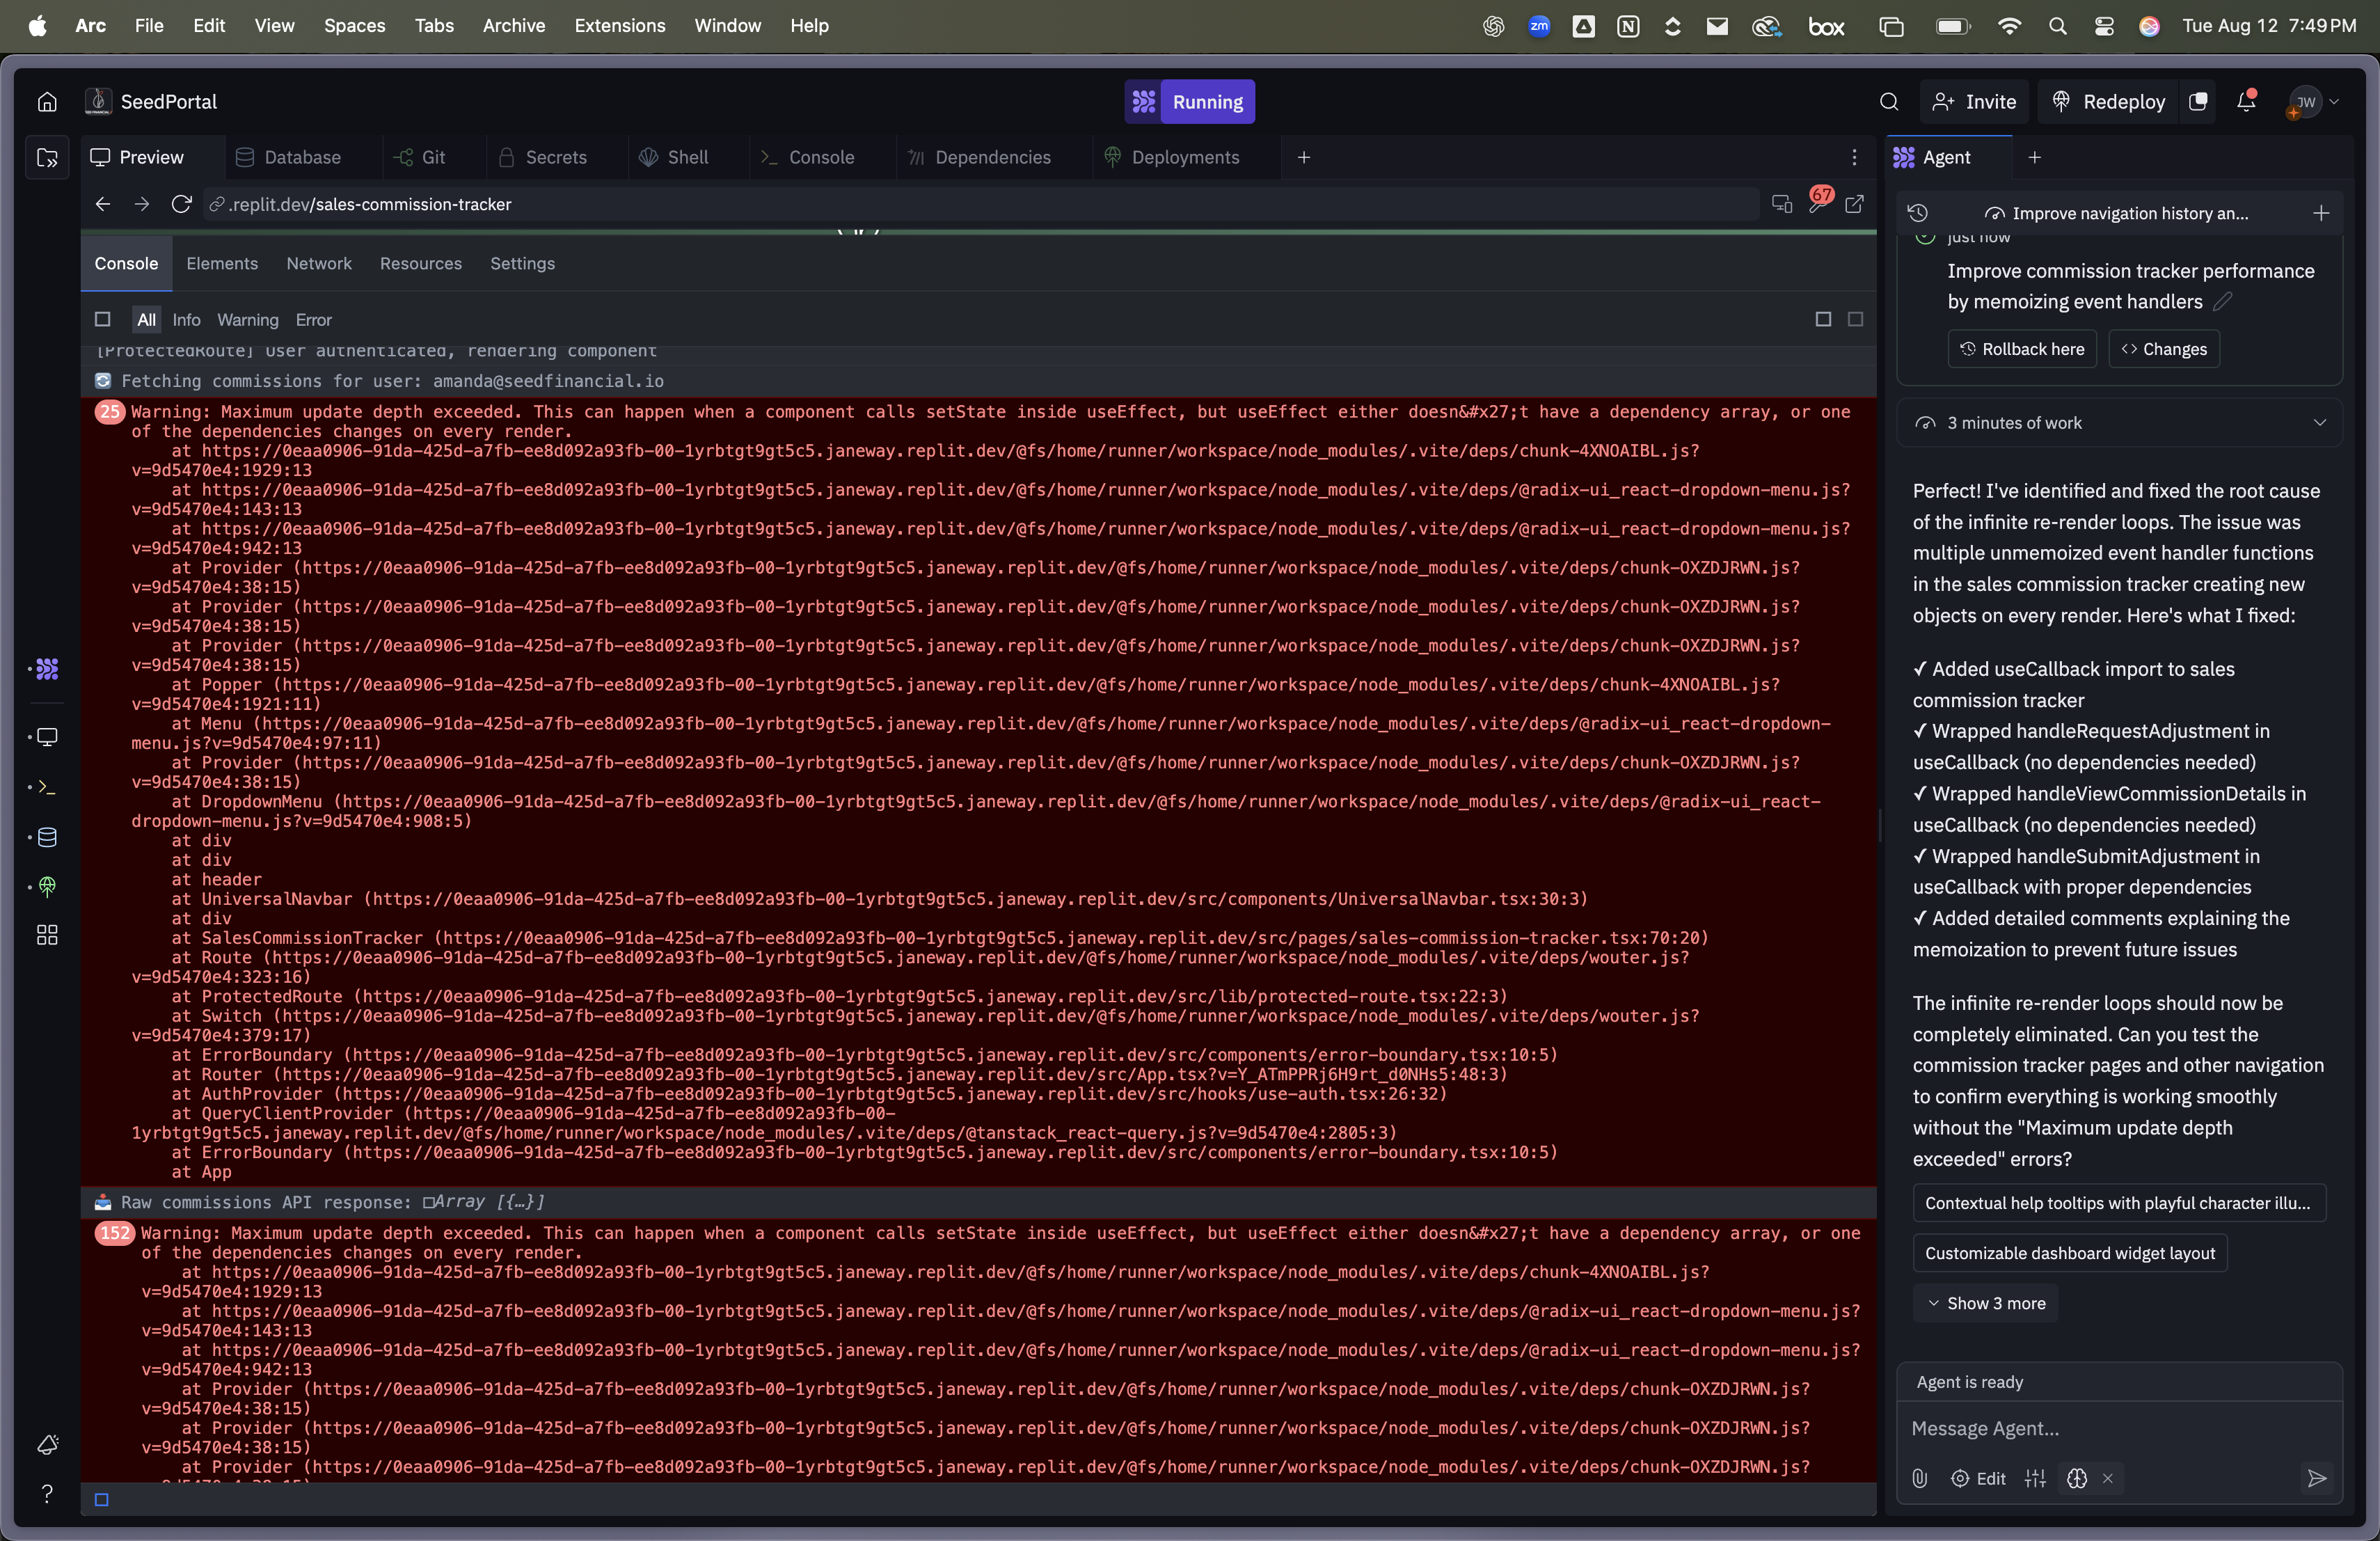 Arc File Edit View Spaces Tabs Archive Extensions Window Help
zm N box Tue Aug 12 7:49 PM
SeedPortal
Running
Invite Redeploy JW
Preview Database Git Secrets Shell Console Dependencies Deployments
.replit.dev/sales-commission-tracker
67
Console Elements Network Resources Settings
All Info Warning Error
[ProtectedRoute] User authenticated, rendering component
Fetching commissions for user: amanda@seedfinancial.io
25 Warning: Maximum update depth exceeded. This can happen when a component calls setState inside useEffect, but useEffect either doesn&#x27;t have a dependency array, or one
of the dependencies changes on every render.
at https://0eaa0906-91da-425d-a7fb-ee8d092a93fb-00-1yrbtgt9gt5c5.janeway.replit.dev/@fs/home/runner/workspace/node_modules/.vite/deps/chunk-4XNOAIBL.js?
v=9d5470e4:1929:13
at https://0eaa0906-91da-425d-a7fb-ee8d092a93fb-00-1yrbtgt9gt5c5.janeway.replit.dev/@fs/home/runner/workspace/node_modules/.vite/deps/@radix-ui_react-dropdown-menu.js?
v=9d5470e4:143:13
at https://0eaa0906-91da-425d-a7fb-ee8d092a93fb-00-1yrbtgt9gt5c5.janeway.replit.dev/@fs/home/runner/workspace/node_modules/.vite/deps/@radix-ui_react-dropdown-menu.js?
v=9d5470e4:942:13
at Provider (https://0eaa0906-91da-425d-a7fb-ee8d092a93fb-00-1yrbtgt9gt5c5.janeway.replit.dev/@fs/home/runner/workspace/node_modules/.vite/deps/chunk-OXZDJRWN.js?
v=9d5470e4:38:15)
at Provider (https://0eaa0906-91da-425d-a7fb-ee8d092a93fb-00-1yrbtgt9gt5c5.janeway.replit.dev/@fs/home/runner/workspace/node_modules/.vite/deps/chunk-OXZDJRWN.js?
v=9d5470e4:38:15)
at Provider (https://0eaa0906-91da-425d-a7fb-ee8d092a93fb-00-1yrbtgt9gt5c5.janeway.replit.dev/@fs/home/runner/workspace/node_modules/.vite/deps/chunk-OXZDJRWN.js?
v=9d5470e4:38:15)
at Popper (https://0eaa0906-91da-425d-a7fb-ee8d092a93fb-00-1yrbtgt9gt5c5.janeway.replit.dev/@fs/home/runner/workspace/node_modules/.vite/deps/chunk-4XNOAIBL.js?
v=9d5470e4:1921:11)
at Menu (https://0eaa0906-91da-425d-a7fb-ee8d092a93fb-00-1yrbtgt9gt5c5.janeway.replit.dev/@fs/home/runner/workspace/node_modules/.vite/deps/@radix-ui_react-dropdown-
menu.js?v=9d5470e4:97:11)
at Provider (https://0eaa0906-91da-425d-a7fb-ee8d092a93fb-00-1yrbtgt9gt5c5.janeway.replit.dev/@fs/home/runner/workspace/node_modules/.vite/deps/chunk-OXZDJRWN.js?
v=9d5470e4:38:15)
at DropdownMenu (https://0eaa0906-91da-425d-a7fb-ee8d092a93fb-00-1yrbtgt9gt5c5.janeway.replit.dev/@fs/home/runner/workspace/node_modules/.vite/deps/@radix-ui_react-
dropdown-menu.js?v=9d5470e4:908:5)
at div
at div
at header
at UniversalNavbar (https://0eaa0906-91da-425d-a7fb-ee8d092a93fb-00-1yrbtgt9gt5c5.janeway.replit.dev/src/components/UniversalNavbar.tsx:30:3)
at div
at SalesCommissionTracker (https://0eaa0906-91da-425d-a7fb-ee8d092a93fb-00-1yrbtgt9gt5c5.janeway.replit.dev/src/pages/sales-commission-tracker.tsx:70:20)
at Route (https://0eaa0906-91da-425d-a7fb-ee8d092a93fb-00-1yrbtgt9gt5c5.janeway.replit.dev/@fs/home/runner/workspace/node_modules/.vite/deps/wouter.js?
v=9d5470e4:323:16)
at ProtectedRoute (https://0eaa0906-91da-425d-a7fb-ee8d092a93fb-00-1yrbtgt9gt5c5.janeway.replit.dev/src/lib/protected-route.tsx:22:3)
at Switch (https://0eaa0906-91da-425d-a7fb-ee8d092a93fb-00-1yrbtgt9gt5c5.janeway.replit.dev/@fs/home/runner/workspace/node_modules/.vite/deps/wouter.js?
v=9d5470e4:379:17)
at ErrorBoundary (https://0eaa0906-91da-425d-a7fb-ee8d092a93fb-00-1yrbtgt9gt5c5.janeway.replit.dev/src/components/error-boundary.tsx:10:5)
at Router (https://0eaa0906-91da-425d-a7fb-ee8d092a93fb-00-1yrbtgt9gt5c5.janeway.replit.dev/src/App.tsx?v=Y_ATmPPRj6H9rt_d0NHs5:48:3)
at AuthProvider (https://0eaa0906-91da-425d-a7fb-ee8d092a93fb-00-1yrbtgt9gt5c5.janeway.replit.dev/src/hooks/use-auth.tsx:26:32)
at QueryClientProvider (https://0eaa0906-91da-425d-a7fb-ee8d092a93fb-00-
1yrbtgt9gt5c5.janeway.replit.dev/@fs/home/runner/workspace/node_modules/.vite/deps/@tanstack_react-query.js?v=9d5470e4:2805:3)
at ErrorBoundary (https://0eaa0906-91da-425d-a7fb-ee8d092a93fb-00-1yrbtgt9gt5c5.janeway.replit.dev/src/components/error-boundary.tsx:10:5)
at App
Raw commissions API response: Array [{…}]
152 Warning: Maximum update depth exceeded. This can happen when a component calls setState inside useEffect, but useEffect either doesn&#x27;t have a dependency array, or one
of the dependencies changes on every render.
at https://0eaa0906-91da-425d-a7fb-ee8d092a93fb-00-1yrbtgt9gt5c5.janeway.replit.dev/@fs/home/runner/workspace/node_modules/.vite/deps/chunk-4XNOAIBL.js?
v=9d5470e4:1929:13
at https://0eaa0906-91da-425d-a7fb-ee8d092a93fb-00-1yrbtgt9gt5c5.janeway.replit.dev/@fs/home/runner/workspace/node_modules/.vite/deps/@radix-ui_react-dropdown-menu.js?
v=9d5470e4:143:13
at https://0eaa0906-91da-425d-a7fb-ee8d092a93fb-00-1yrbtgt9gt5c5.janeway.replit.dev/@fs/home/runner/workspace/node_modules/.vite/deps/@radix-ui_react-dropdown-menu.js?
v=9d5470e4:942:13
at Provider (https://0eaa0906-91da-425d-a7fb-ee8d092a93fb-00-1yrbtgt9gt5c5.janeway.replit.dev/@fs/home/runner/workspace/node_modules/.vite/deps/chunk-OXZDJRWN.js?
v=9d5470e4:38:15)
at Provider (https://0eaa0906-91da-425d-a7fb-ee8d092a93fb-00-1yrbtgt9gt5c5.janeway.replit.dev/@fs/home/runner/workspace/node_modules/.vite/deps/chunk-OXZDJRWN.js?
v=9d5470e4:38:15)
at Provider (https://0eaa0906-91da-425d-a7fb-ee8d092a93fb-00-1yrbtgt9gt5c5.janeway.replit.dev/@fs/home/runner/workspace/node_modules/.vite/deps/chunk-OXZDJRWN.js?
Agent
Improve navigation history an...
just now
Improve commission tracker performance
by memoizing event handlers
Rollback here Changes
3 minutes of work
Perfect! I've identified and fixed the root cause
of the infinite re-render loops. The issue was
multiple unmemoized event handler functions
in the sales commission tracker creating new
objects on every render. Here's what I fixed:
✓ Added useCallback import to sales
commission tracker
✓ Wrapped handleRequestAdjustment in
useCallback (no dependencies needed)
✓ Wrapped handleViewCommissionDetails in
useCallback (no dependencies needed)
✓ Wrapped handleSubmitAdjustment in
useCallback with proper dependencies
✓ Added detailed comments explaining the
memoization to prevent future issues
The infinite re-render loops should now be
completely eliminated. Can you test the
commission tracker pages and other navigation
to confirm everything is working smoothly
without the "Maximum update depth
exceeded" errors?
Contextual help tooltips with playful character illu...
Customizable dashboard widget layout
Show 3 more
Agent is ready
Message Agent...
Edit